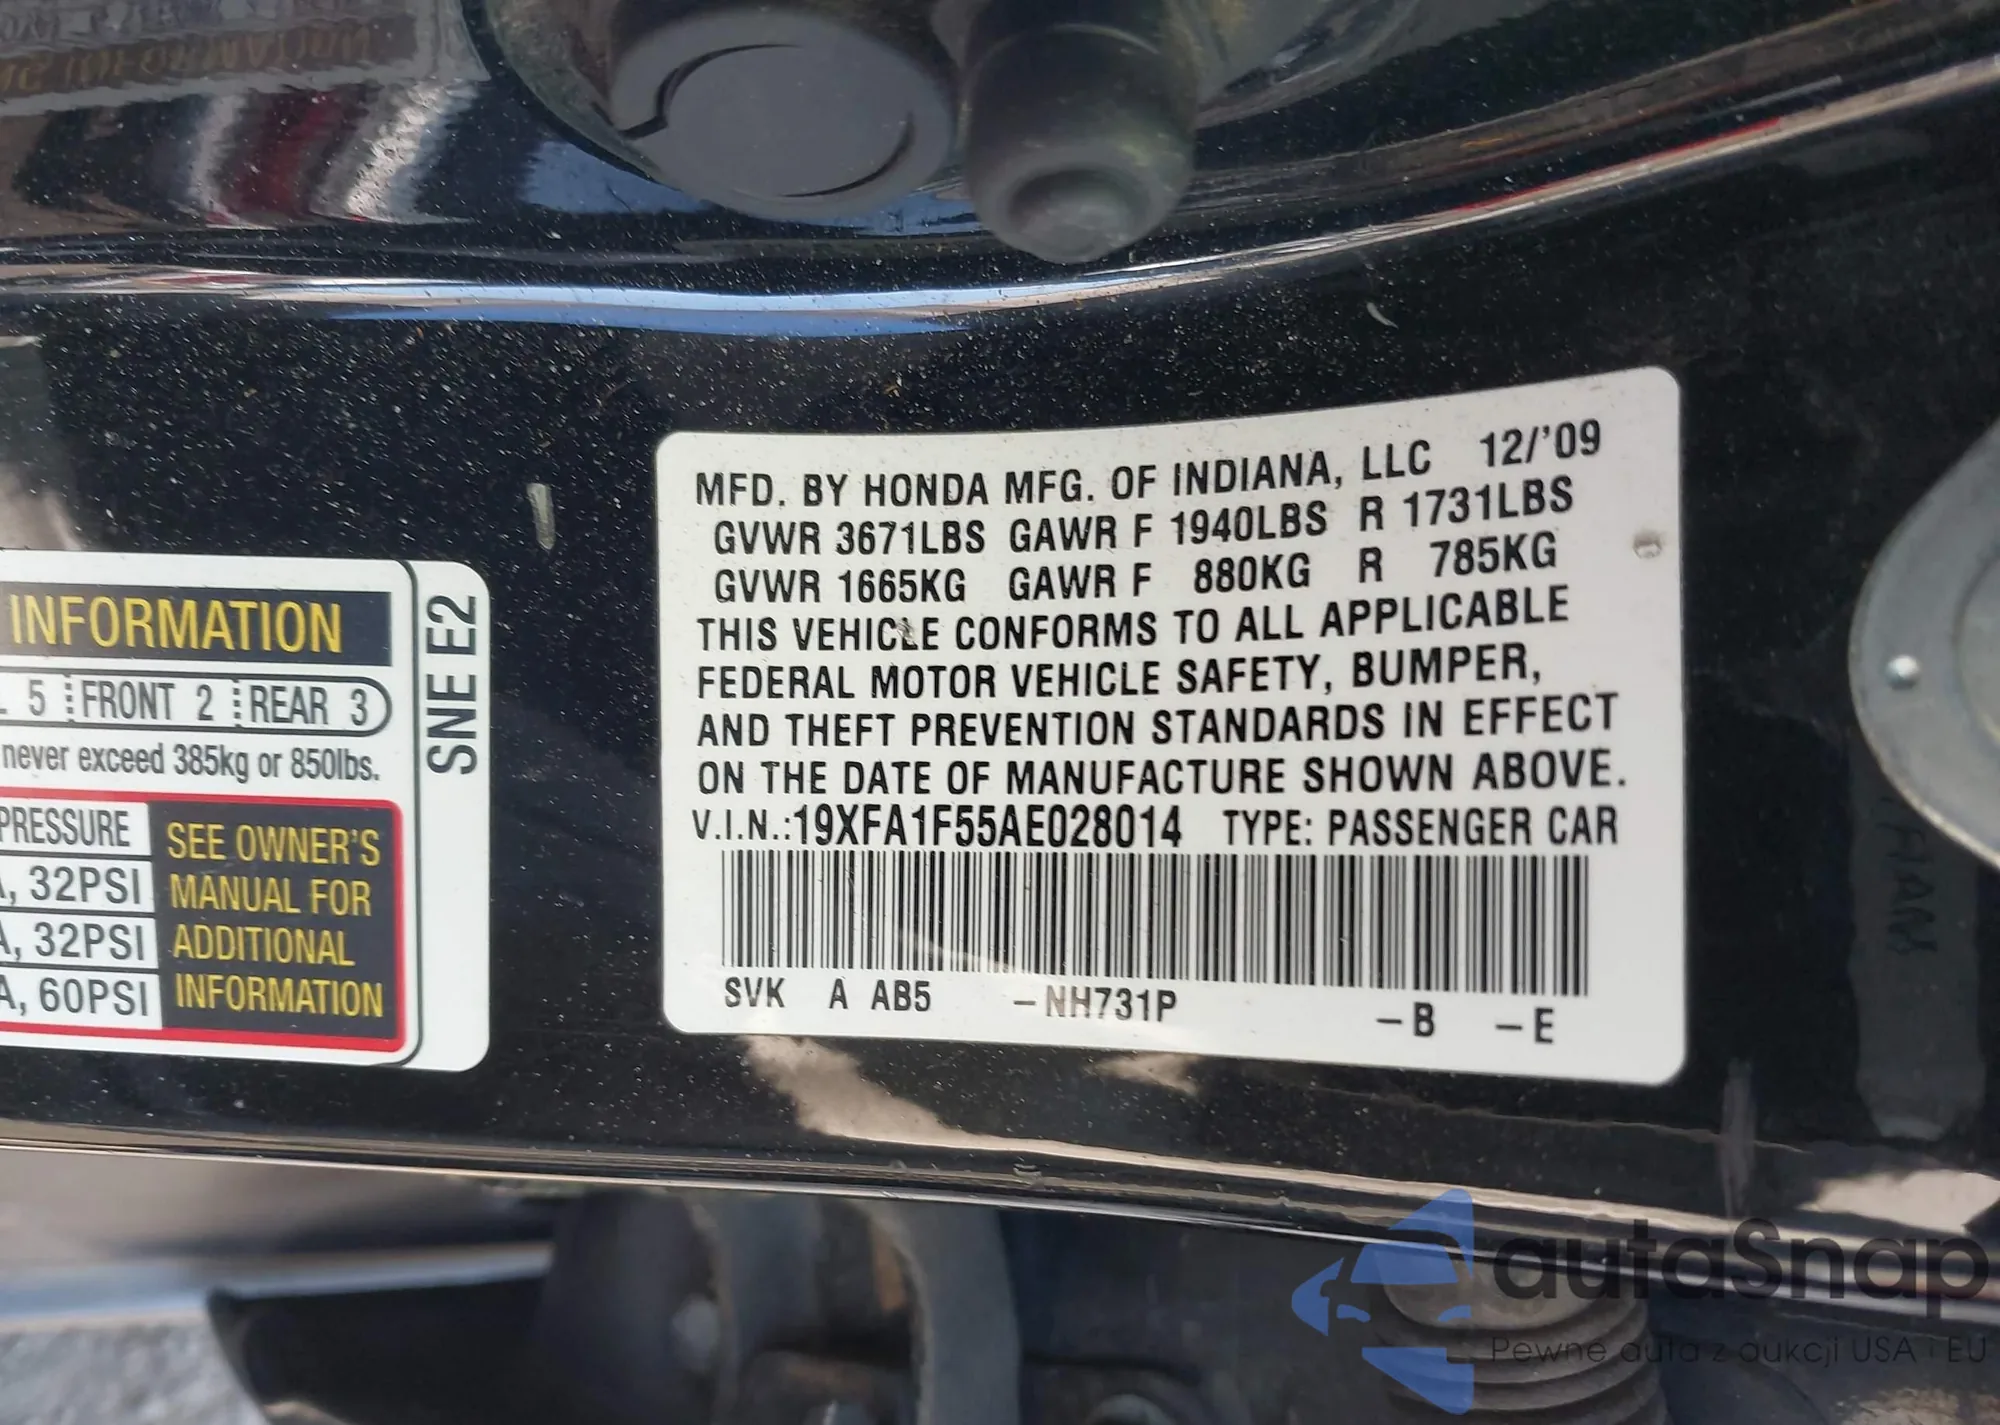 INFORMATION
5 FRONT 2 REAR 3
never exceed 385kg or 850lbs.
PRESSURE
, 32PSI
, 32PSI
, 60PSI
SEE OWNER'S
MANUAL FOR
ADDITIONAL
INFORMATION
SNE E2
MFD. BY HONDA MFG. OF INDIANA, LLC 12/'09
GVWR 3671LBS GAWR F 1940LBS R 1731LBS
GVWR 1665KG GAWR F 880KG R 785KG
THIS VEHICLE CONFORMS TO ALL APPLICABLE
FEDERAL MOTOR VEHICLE SAFETY, BUMPER,
AND THEFT PREVENTION STANDARDS IN EFFECT
ON THE DATE OF MANUFACTURE SHOWN ABOVE.
V.I.N.:19XFA1F55AE028014 TYPE: PASSENGER CAR
SVK A AB5 -NH731P -B -E
autaSnap
Pewne auta z aukcji USA i EU